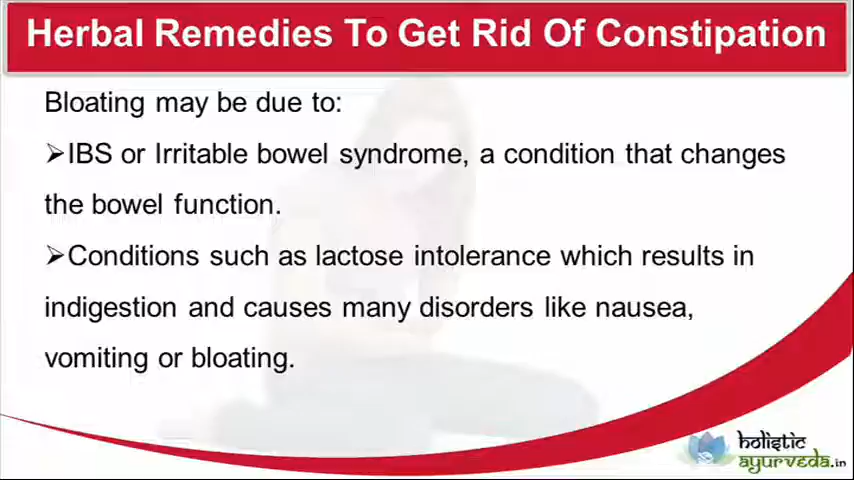 Herbal Remedies To Get Rid Of Constipation
Bloating may be due to:
➢IBS or Irritable bowel syndrome, a condition that changes
the bowel function.
➢Conditions such as lactose intolerance which results in
indigestion and causes many disorders like nausea,
vomiting or bloating.
holistic
ayurveda.in